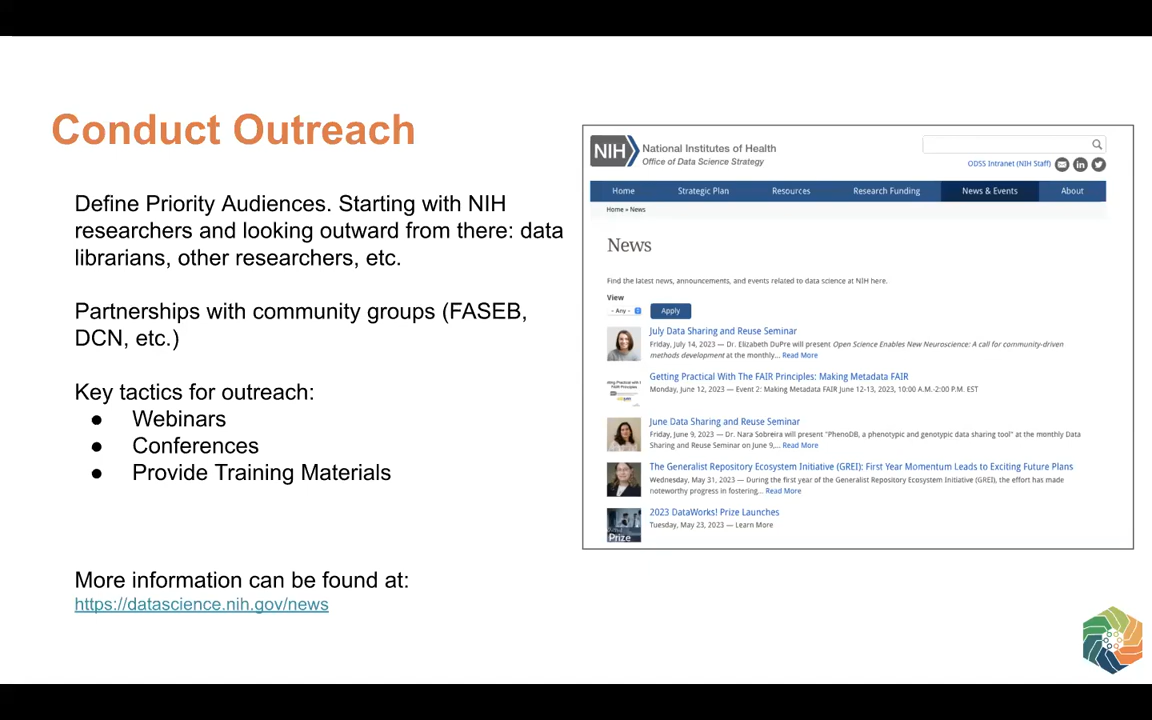 Conduct Outreach
Define Priority Audiences. Starting with NIH
researchers and looking outward from there: data
librarians, other researchers, etc.
Partnerships with community groups (FASEB,
DCN, etc.)
Key tactics for outreach:
● Webinars
● Conferences
● Provide Training Materials
More information can be found at:
https://datascience.nih.gov/news
NIH National Institutes of Health
Office of Data Science Strategy
ODSS Intranet (NIH Staff)
Home Strategic Plan Resources Research Funding News & Events About
Home » News
News
Find the latest news, announcements, and events related to data science at NIH here.
View
- Any - Apply
July Data Sharing and Reuse Seminar
Friday, July 14, 2023 — Dr. Elizabeth DuPre will present Open Science Enables New Neuroscience: A call for community-driven
methods development at the monthly... Read More
Getting Practical With The FAIR Principles: Making Metadata FAIR
Monday, June 12, 2023 — Event 2: Making Metadata FAIR June 12-13, 2023, 10:00 A.M.-2:00 P.M. EST
June Data Sharing and Reuse Seminar
Friday, June 9, 2023 — Dr. Nara Sobreira will present "PhenoDB, a phenotypic and genotypic data sharing tool" at the monthly Data
Sharing and Reuse Seminar on June 9,... Read More
The Generalist Repository Ecosystem Initiative (GREI): First Year Momentum Leads to Exciting Future Plans
Wednesday, May 31, 2023 — During the first year of the Generalist Repository Ecosystem Initiative (GREI), the effort has made
noteworthy progress in fostering... Read More
2023 DataWorks! Prize Launches
Tuesday, May 23, 2023 — Learn More
Prize